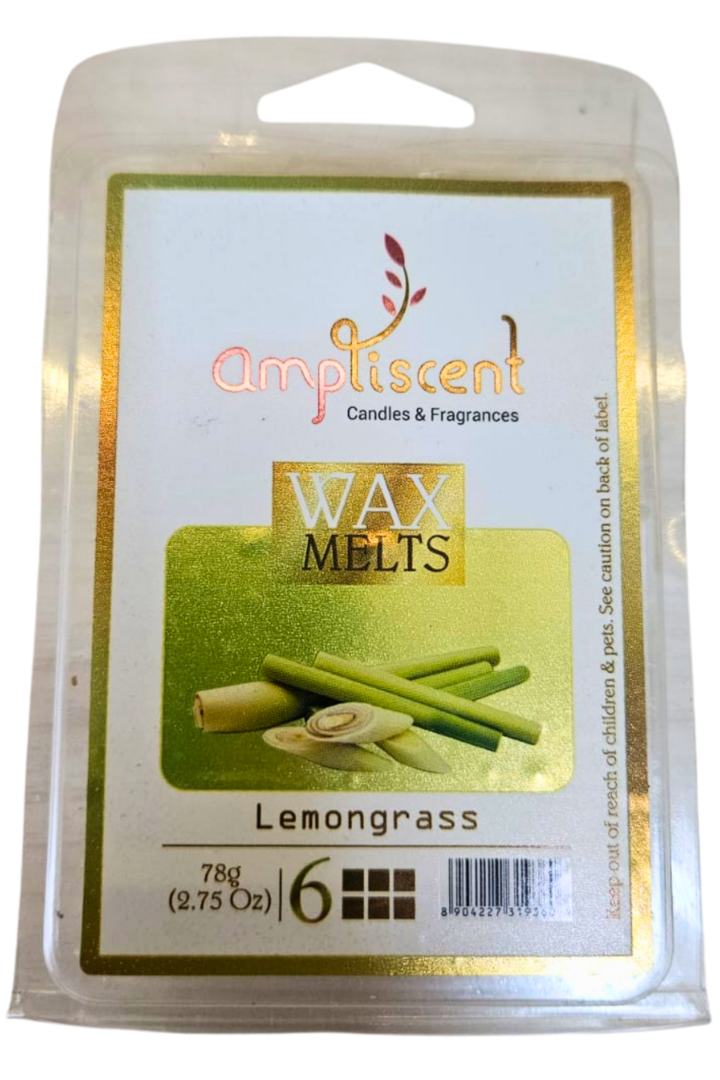 ampliscent
Candles & Fragrances
WAX
MELTS
Lemongrass
78g
(2.75 Oz)
6
Keep out of reach of children & pets. See caution on back of label.